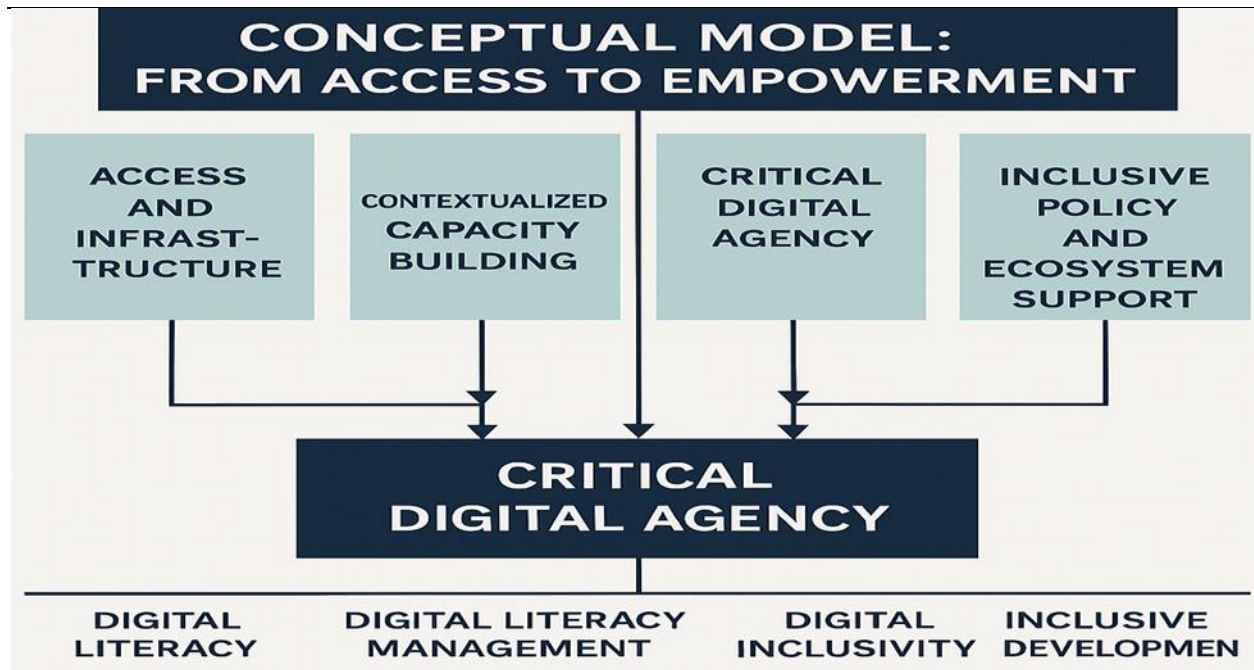 CONCEPTUAL MODEL:
FROM ACCESS TO EMPOWERMENT
ACCESS
AND
INFRAST-
TRUCTURE
CONTEXTUALIZED
CAPACITY
BUILDING
CRITICAL
DIGITAL
AGENCY
INCLUSIVE
POLICY
AND
ECOSYSTEM
SUPPORT
CRITICAL
DIGITAL AGENCY
DIGITAL
LITERACY
DIGITAL LITERACY
MANAGEMENT
DIGITAL
INCLUSIVITY
INCLUSIVE
DEVELOPMEN